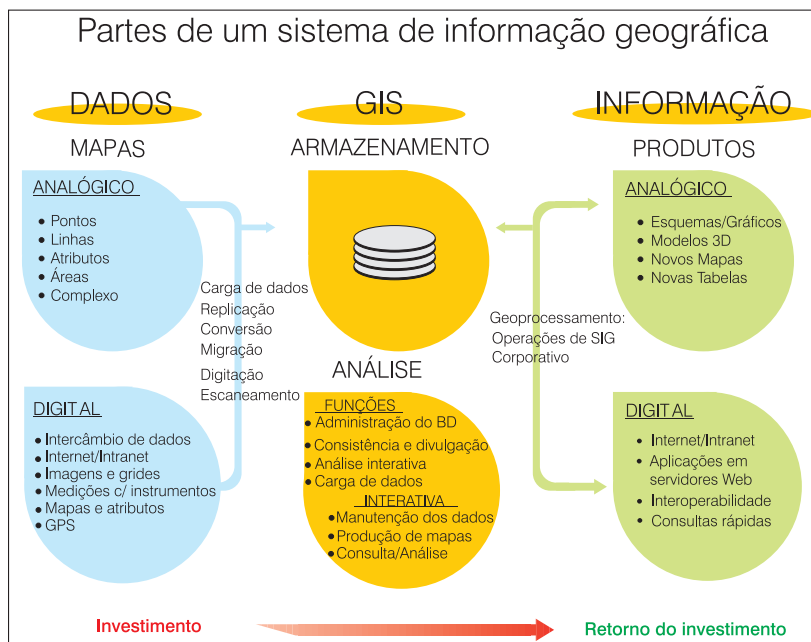 Partes de um sistema de informação geográfica
DADOS
MAPAS
ANALÓGICO
• Pontos
• Linhas
• Atributos
• Áreas
• Complexo
DIGITAL
• Intercâmbio de dados
• Internet/Intranet
• Imagens e grides
• Medições c/ instrumentos
• Mapas e atributos
• GPS
Carga de dados
Replicação
Conversão
Migração
Digitação
Escaneamento
GIS
ARMAZENAMENTO
ANÁLISE
FUNÇÕES
• Administração do BD
• Consistência e divulgação
• Análise interativa
• Carga de dados
INTERATIVA
• Manutenção dos dados
• Produção de mapas
• Consulta/Análise
Geoprocessamento:
Operações de SIG
Corporativo
INFORMAÇÃO
PRODUTOS
ANALÓGICO
• Esquemas/Gráficos
• Modelos 3D
• Novos Mapas
• Novas Tabelas
DIGITAL
• Internet/Intranet
• Aplicações em
servidores Web
• Interoperabilidade
• Consultas rápidas
Investimento
Retorno do investimento